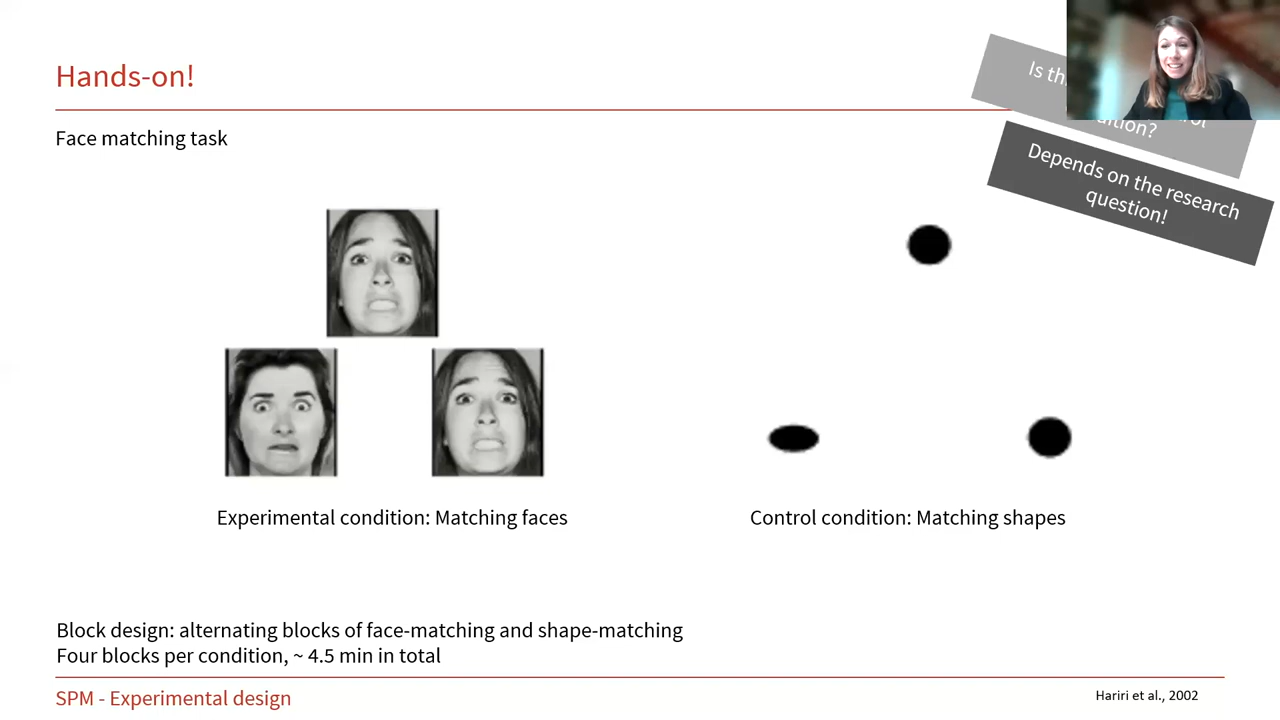 Hands-on!
Is
Depends on the research
question!
Face matching task
Experimental condition: Matching faces
Control condition: Matching shapes
Block design: alternating blocks of face-matching and shape-matching
Four blocks per condition, ~ 4.5 min in total
SPM - Experimental design
Hariri et al., 2002